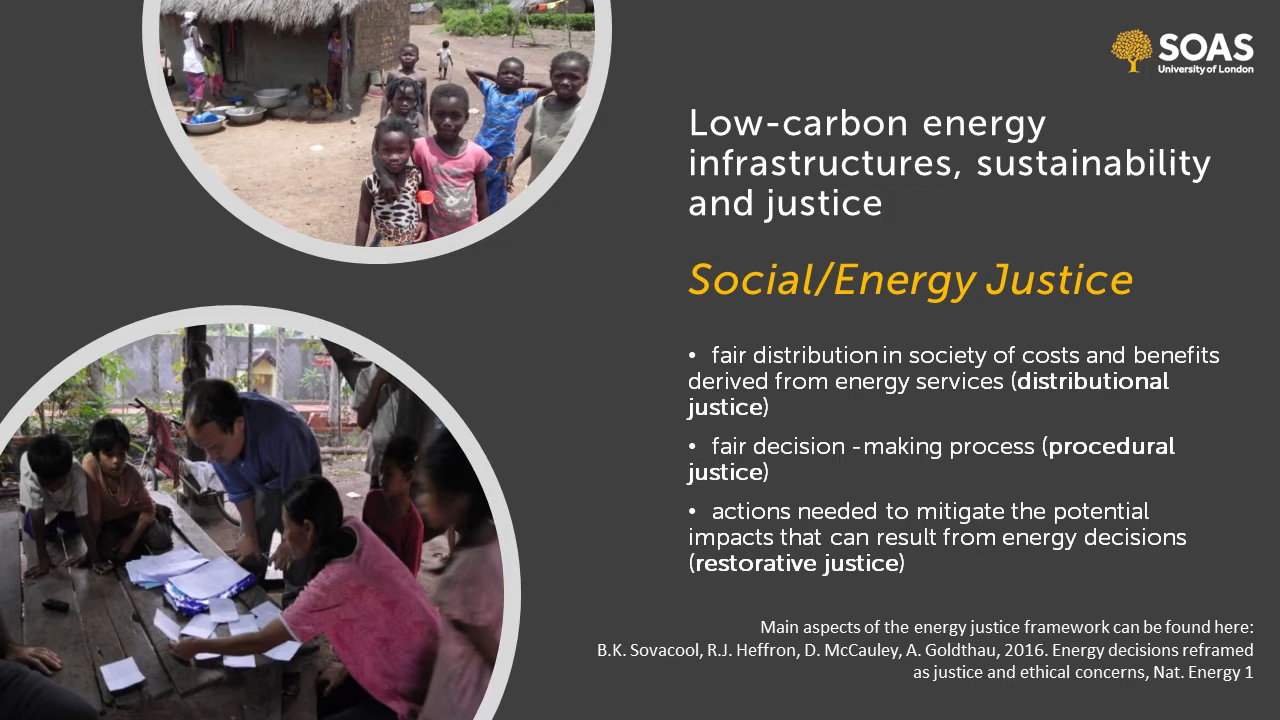 SOAS
University of London
Low-carbon energy
infrastructures, sustainability
and justice
Social/Energy Justice
• fair distribution in society of costs and benefits
derived from energy services (distributional
justice)
• fair decision -making process (procedural
justice)
• actions needed to mitigate the potential
impacts that can result from energy decisions
(restorative justice)
Main aspects of the energy justice framework can be found here:
B.K. Sovacool, R.J. Heffron, D. McCauley, A. Goldthau, 2016. Energy decisions reframed
as justice and ethical concerns, Nat. Energy 1